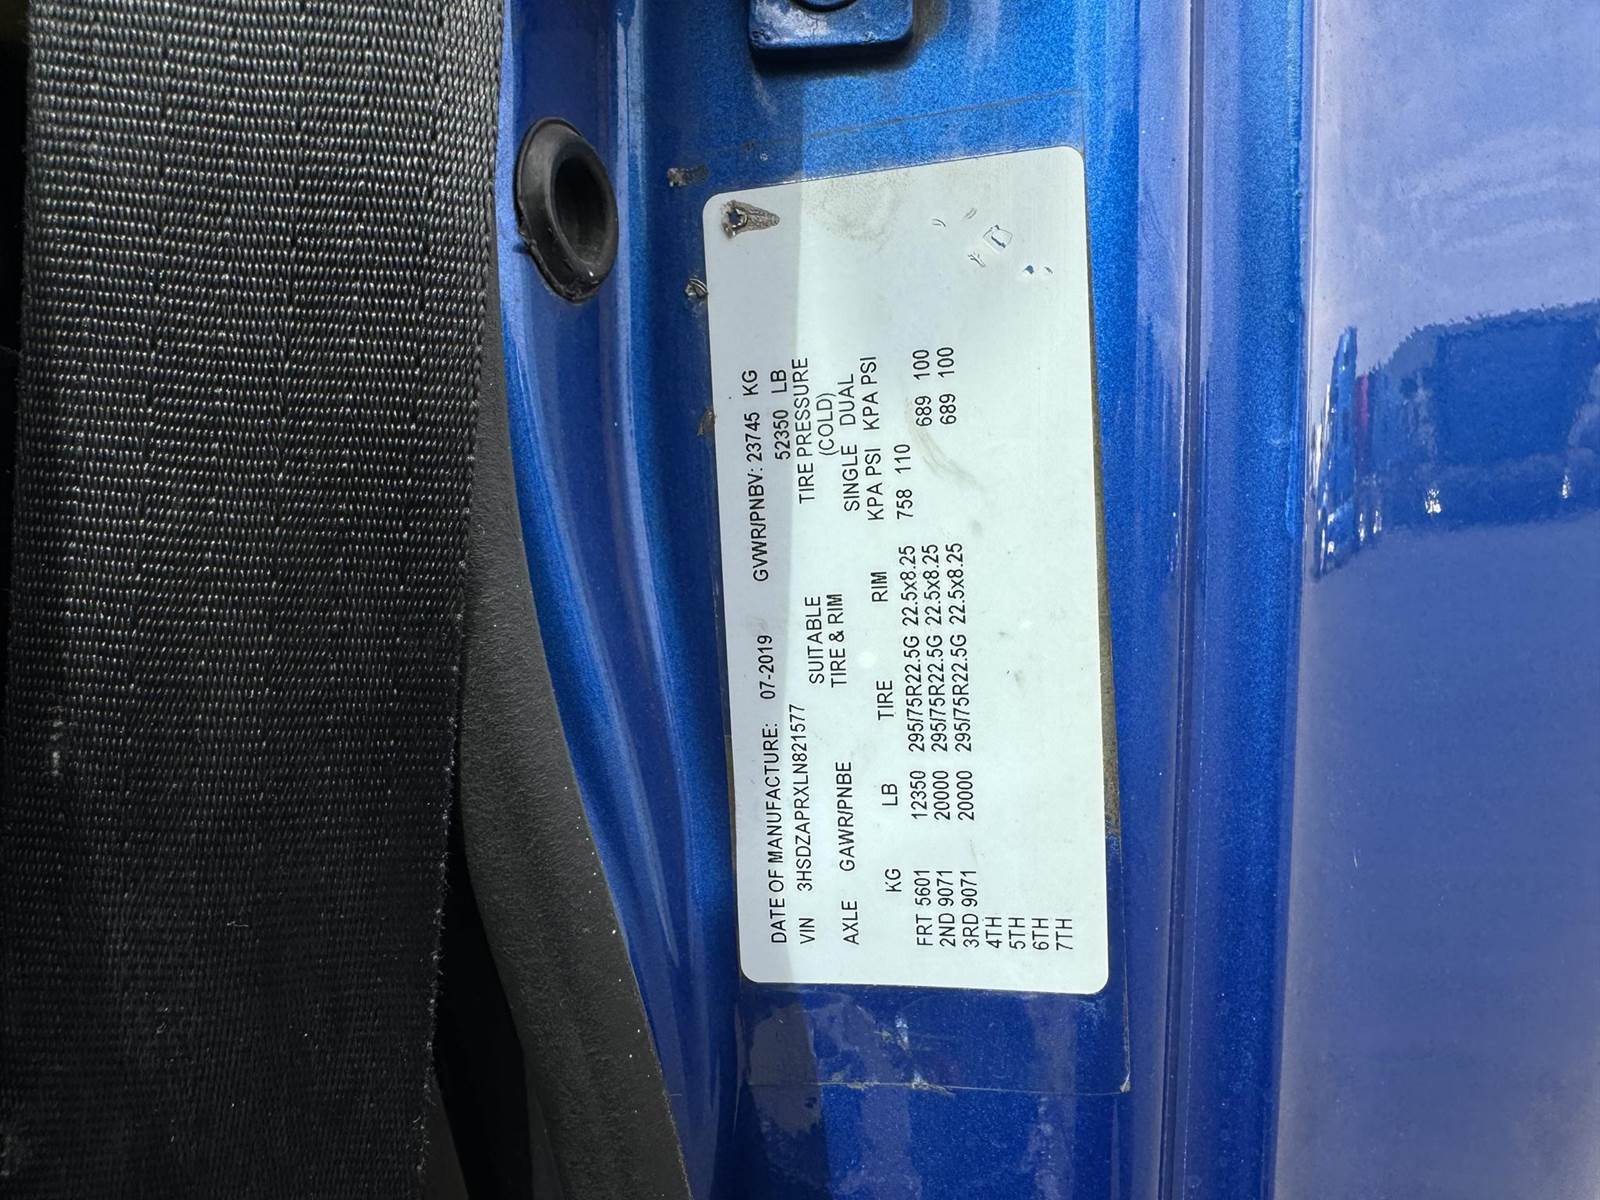 DATE OF MANUFACTURE: 07-2019 GVWR/PNBV: 23745 KG
VIN 3HSDZAPRXLN821577 52350 LB
SUITABLE TIRE PRESSURE
AXLE GAWR/PNBE TIRE & RIM (COLD)
SINGLE DUAL
KG LB TIRE RIM KPA PSI KPA PSI
FRT 5601 12350 295/75R22.5G 22.5x8.25 758 110
2ND 9071 20000 295/75R22.5G 22.5x8.25 689 100
3RD 9071 20000 295/75R22.5G 22.5x8.25 689 100
4TH
5TH
6TH
7TH